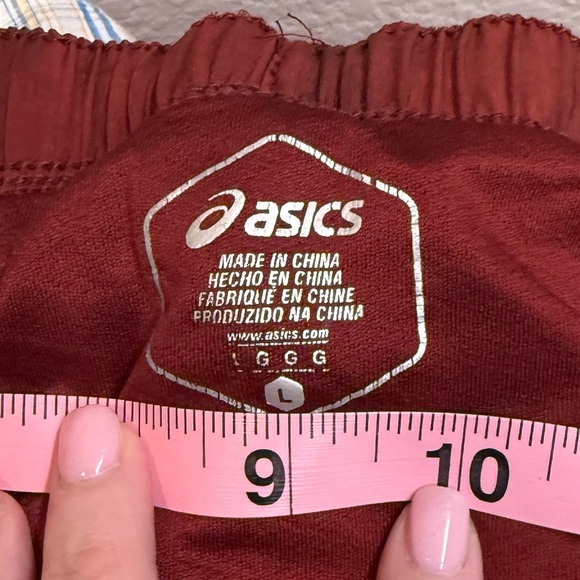 asics
MADE IN CHINA
HECHO EN CHINA
FABRIQUÉ EN CHINE
PRODUZIDO NA CHINA
www.asics.com
L G G G
L
9 10